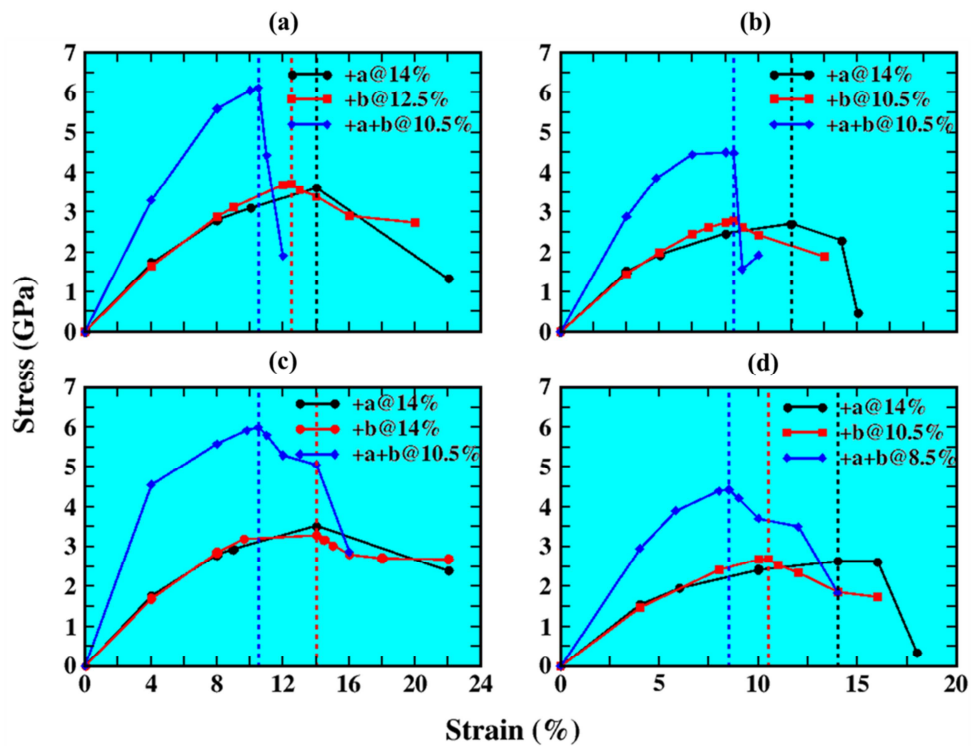 (a)
(b)
7
6
5
4
3
2
1
0
+a@14%
+b@12.5%
+a+b@10.5%
7
6
5
4
3
2
1
0
+a@14%
+b@10.5%
+a+b@10.5%
Stress (GPa)
(c)
(d)
7
6
5
4
3
2
1
0
+a@14%
+b@14%
+a+b@10.5%
0 4 8 12 16 20 24
7
6
5
4
3
2
1
0
+a@14%
+b@10.5%
+a+b@8.5%
0 5 10 15 20
Strain (%)